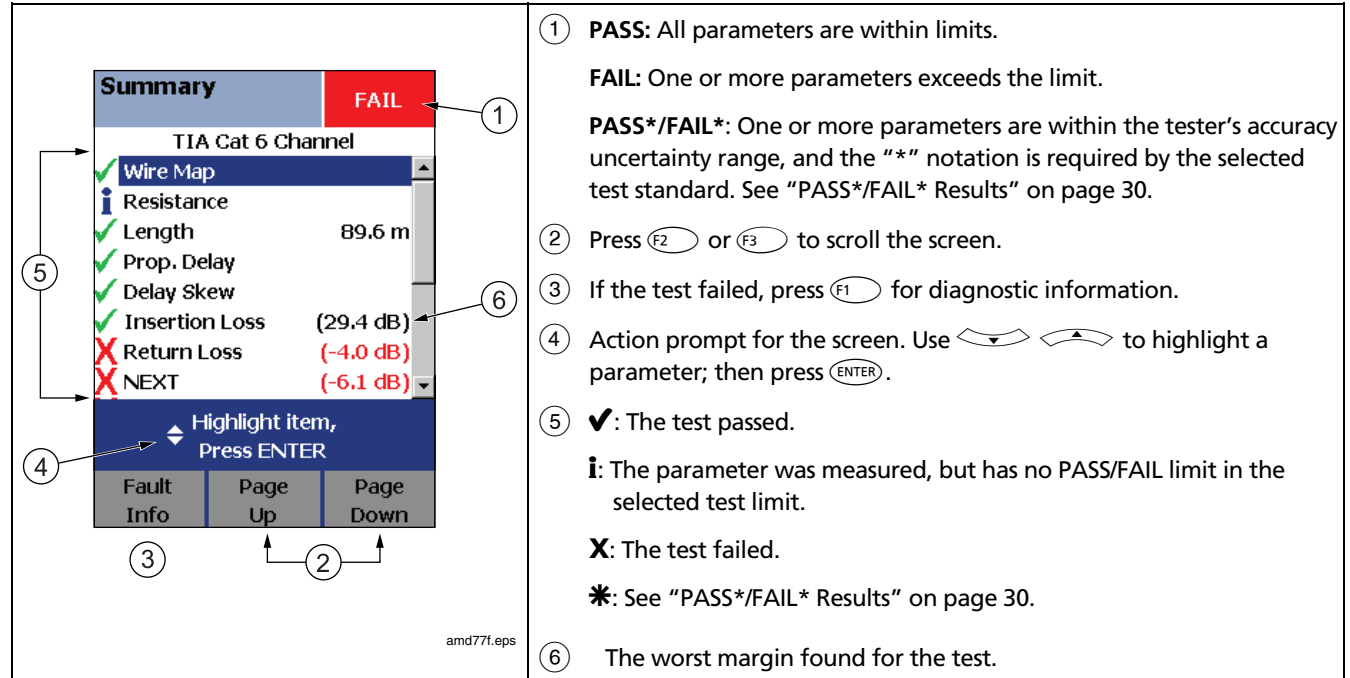 Summary
FAIL
1
TIA Cat 6 Channel
✓ Wire Map
i Resistance
✓ Length 89.6 m
✓ Prop. Delay
✓ Delay Skew
✓ Insertion Loss (29.4 dB)
X Return Loss (-4.0 dB)
X NEXT (-6.1 dB)
5
6
Highlight item,
Press ENTER
4
Fault Info
Page Up
Page Down
3
2
amd77f.eps
1 PASS: All parameters are within limits.
FAIL: One or more parameters exceeds the limit.
PASS*/FAIL*: One or more parameters are within the tester's accuracy
uncertainty range, and the "*" notation is required by the selected
test standard. See "PASS*/FAIL* Results" on page 30.
2 Press F2 or F3 to scroll the screen.
3 If the test failed, press F1 for diagnostic information.
4 Action prompt for the screen. Use to highlight a
parameter; then press ENTER.
5 ✔: The test passed.
i: The parameter was measured, but has no PASS/FAIL limit in the
selected test limit.
X: The test failed.
✱: See "PASS*/FAIL* Results" on page 30.
6 The worst margin found for the test.